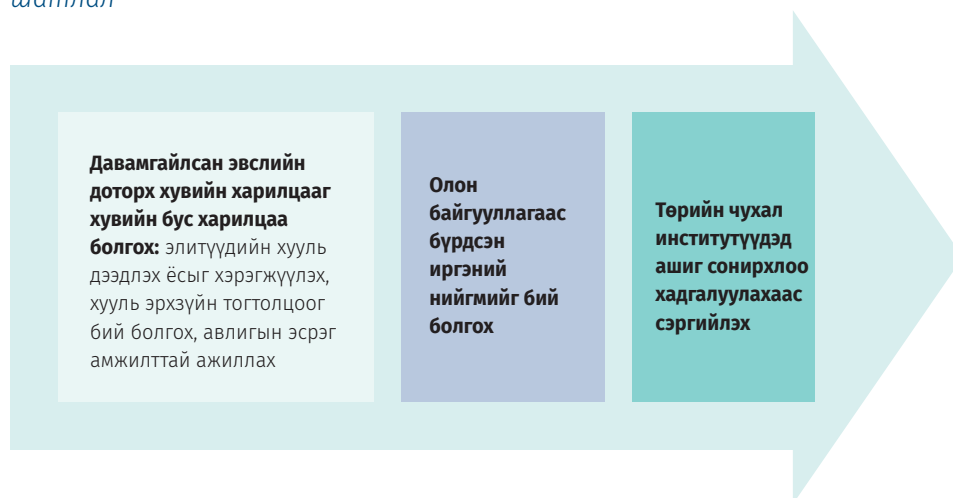 шатлал
Давамгайлсан эвслийн
доторх хувийн харилцааг
хувийн бус харилцаа
болгох: элитүүдийн хууль
дээдлэх ёсыг хэрэгжүүлэх,
хууль эрхзүйн тогтолцоог
бий болгох, авлигын эсрэг
амжилттай ажиллах
Олон
байгууллагаас
бүрдсэн
иргэний
нийгмийг бий
болгох
Төрийн чухал
институтүүдэд
ашиг сонирхлоо
хадгалуулахаас
сэргийлэх